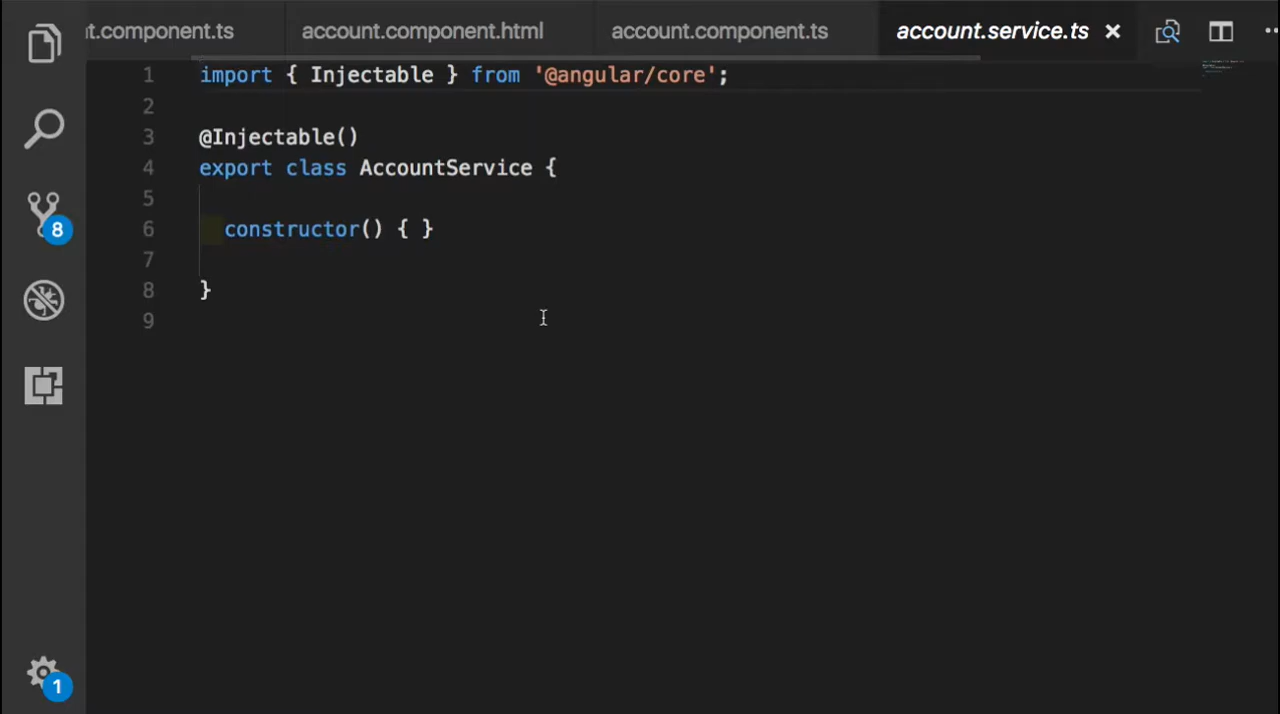 t.component.ts account.component.html account.component.ts account.service.ts
1 import { Injectable } from '@angular/core';
2
3 @Injectable()
4 export class AccountService {
5
6 constructor() { }
7
8 }
9
8
1